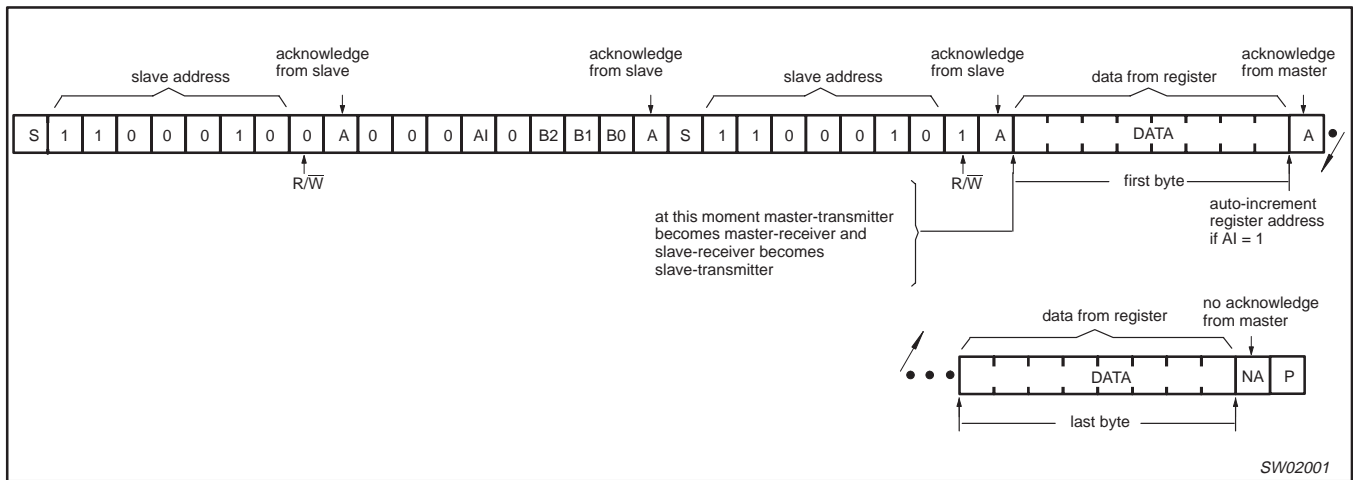 slave address
acknowledge
from slave
acknowledge
from slave
slave address
acknowledge
from slave
data from register
acknowledge
from master
S 1 1 0 0 0 1 0 0 A 0 0 0 AI 0 B2 B1 B0 A S 1 1 0 0 0 1 0 1 A DATA A
R/W̅
R/W̅
first byte
auto-increment
register address
if AI = 1
at this moment master-transmitter
becomes master-receiver and
slave-receiver becomes
slave-transmitter
data from register
no acknowledge
from master
DATA NA P
last byte
SW02001